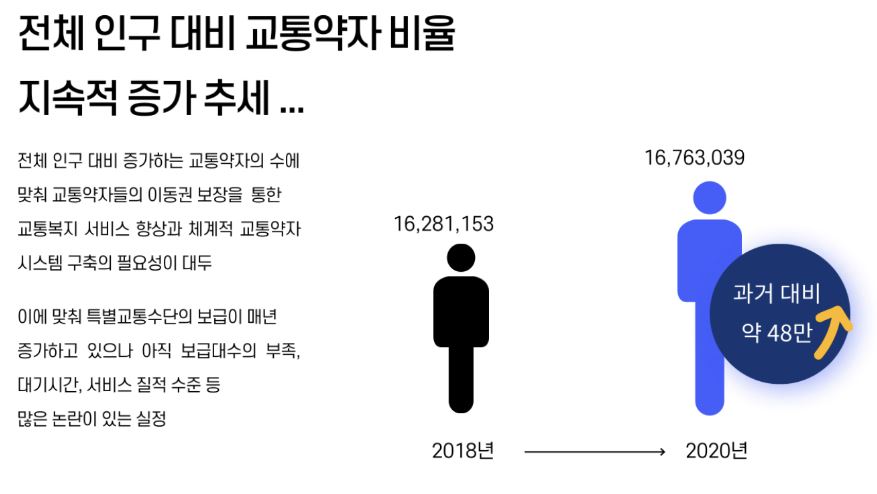 전체 인구 대비 교통약자 비율
지속적 증가 추세 ...
전체 인구 대비 증가하는 교통약자의 수에
맞춰 교통약자들의 이동권 보장을 통한
교통복지 서비스 향상과 체계적 교통약자
시스템 구축의 필요성이 대두
이에 맞춰 특별교통수단의 보급이 매년
증가하고 있으나 아직 보급대수의 부족,
대기시간, 서비스 질적 수준 등
많은 논란이 있는 실정
16,281,153
16,763,039
과거 대비
약 48만
2018년
2020년